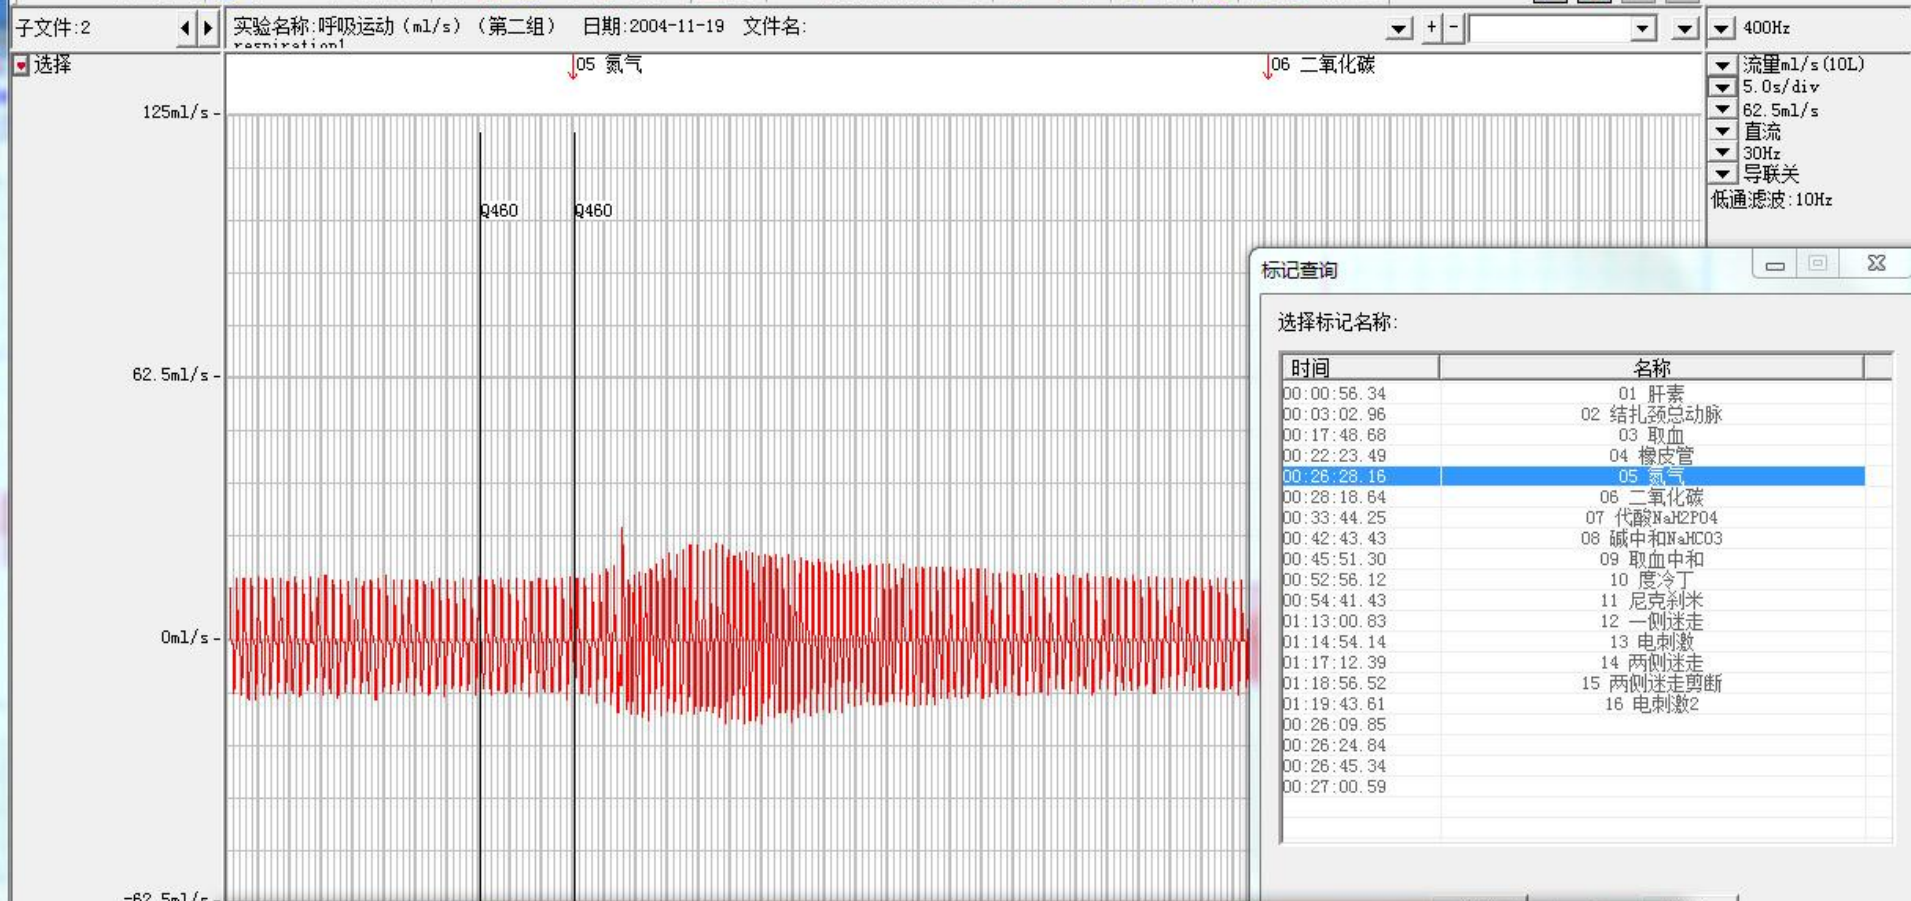 子文件:2
实验名称:呼吸运动（ml/s）（第二组） 日期:2004-11-19 文件名:
respiration1
+ -
400Hz
选择
05 氮气
06 二氧化碳
流量ml/s(10L)
5.0s/div
62.5ml/s
直流
30Hz
导联关
低通滤波:10Hz
125ml/s
Q460 Q460
62.5ml/s
0ml/s
-62.5ml/s
标记查询
选择标记名称:
时间 名称
00:00:56.34 01 肝素
00:03:02.96 02 结扎颈总动脉
00:17:48.68 03 取血
00:22:23.49 04 橡皮管
00:26:28.16 05 氮气
00:28:18.64 06 二氧化碳
00:33:44.25 07 代酸NaH2PO4
00:42:43.43 08 碱中和NaHCO3
00:45:51.30 09 取血中和
00:52:56.12 10 度冷丁
00:54:41.43 11 尼克刹米
01:13:00.83 12 一侧迷走
01:14:54.14 13 电刺激
01:17:12.39 14 两侧迷走
01:18:56.52 15 两侧迷走剪断
01:19:43.61 16 电刺激2
00:26:09.85
00:26:24.84
00:26:45.34
00:27:00.59